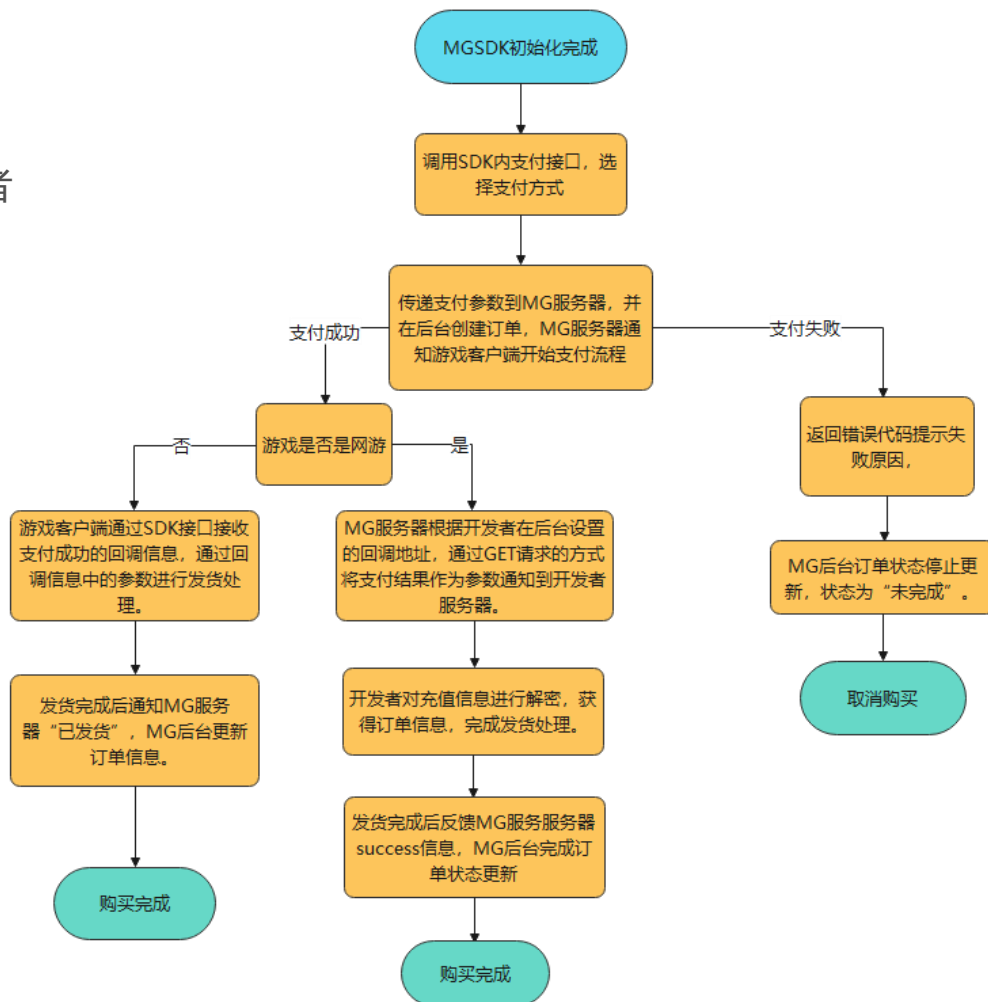 MGSDK初始化完成
者
调用SDK内支付接口，选
择支付方式
传递支付参数到MG服务器，并
在后台创建订单，MG服务器通
知游戏客户端开始支付流程
支付成功
支付失败
游戏是否是网游
否
是
返回错误代码提示失
败原因，
游戏客户端通过SDK接口接收
支付成功的回调信息，通过回
调信息中的参数进行发货处
理。
MG服务器根据开发者在后台设置
的回调地址，通过GET请求的方式
将支付结果作为参数通知到开发者
服务器。
MG后台订单状态停止更
新，状态为“未完成”。
发货完成后通知MG服务
器“已发货”，MG后台更新
订单信息。
开发者对充值信息进行解密，获
得订单信息，完成发货处理。
取消购买
发货完成后反馈MG服务服务器
success信息，MG后台完成订
单状态更新
购买完成
购买完成